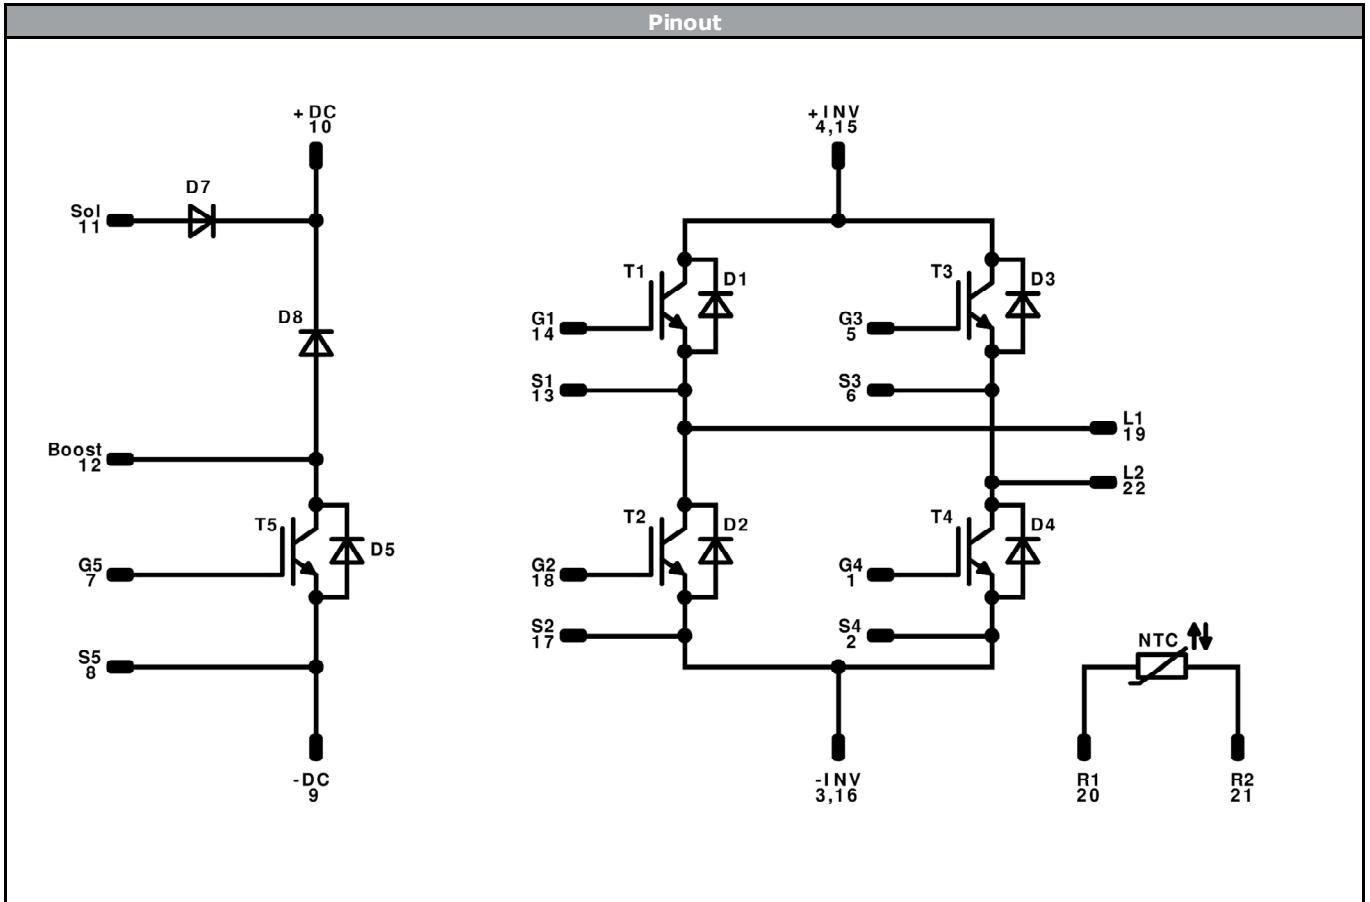 Pinout
+DC
10
+INV
4,15
D7
Sol
11
T1
D1
T3
D3
D8
G1
14
G3
5
S1
13
S3
6
L1
19
Boost
12
L2
22
T5
D5
T2
D2
T4
D4
G5
7
G2
18
G4
1
S2
17
S4
2
NTC
S5
8
-DC
9
-INV
3,16
R1
20
R2
21